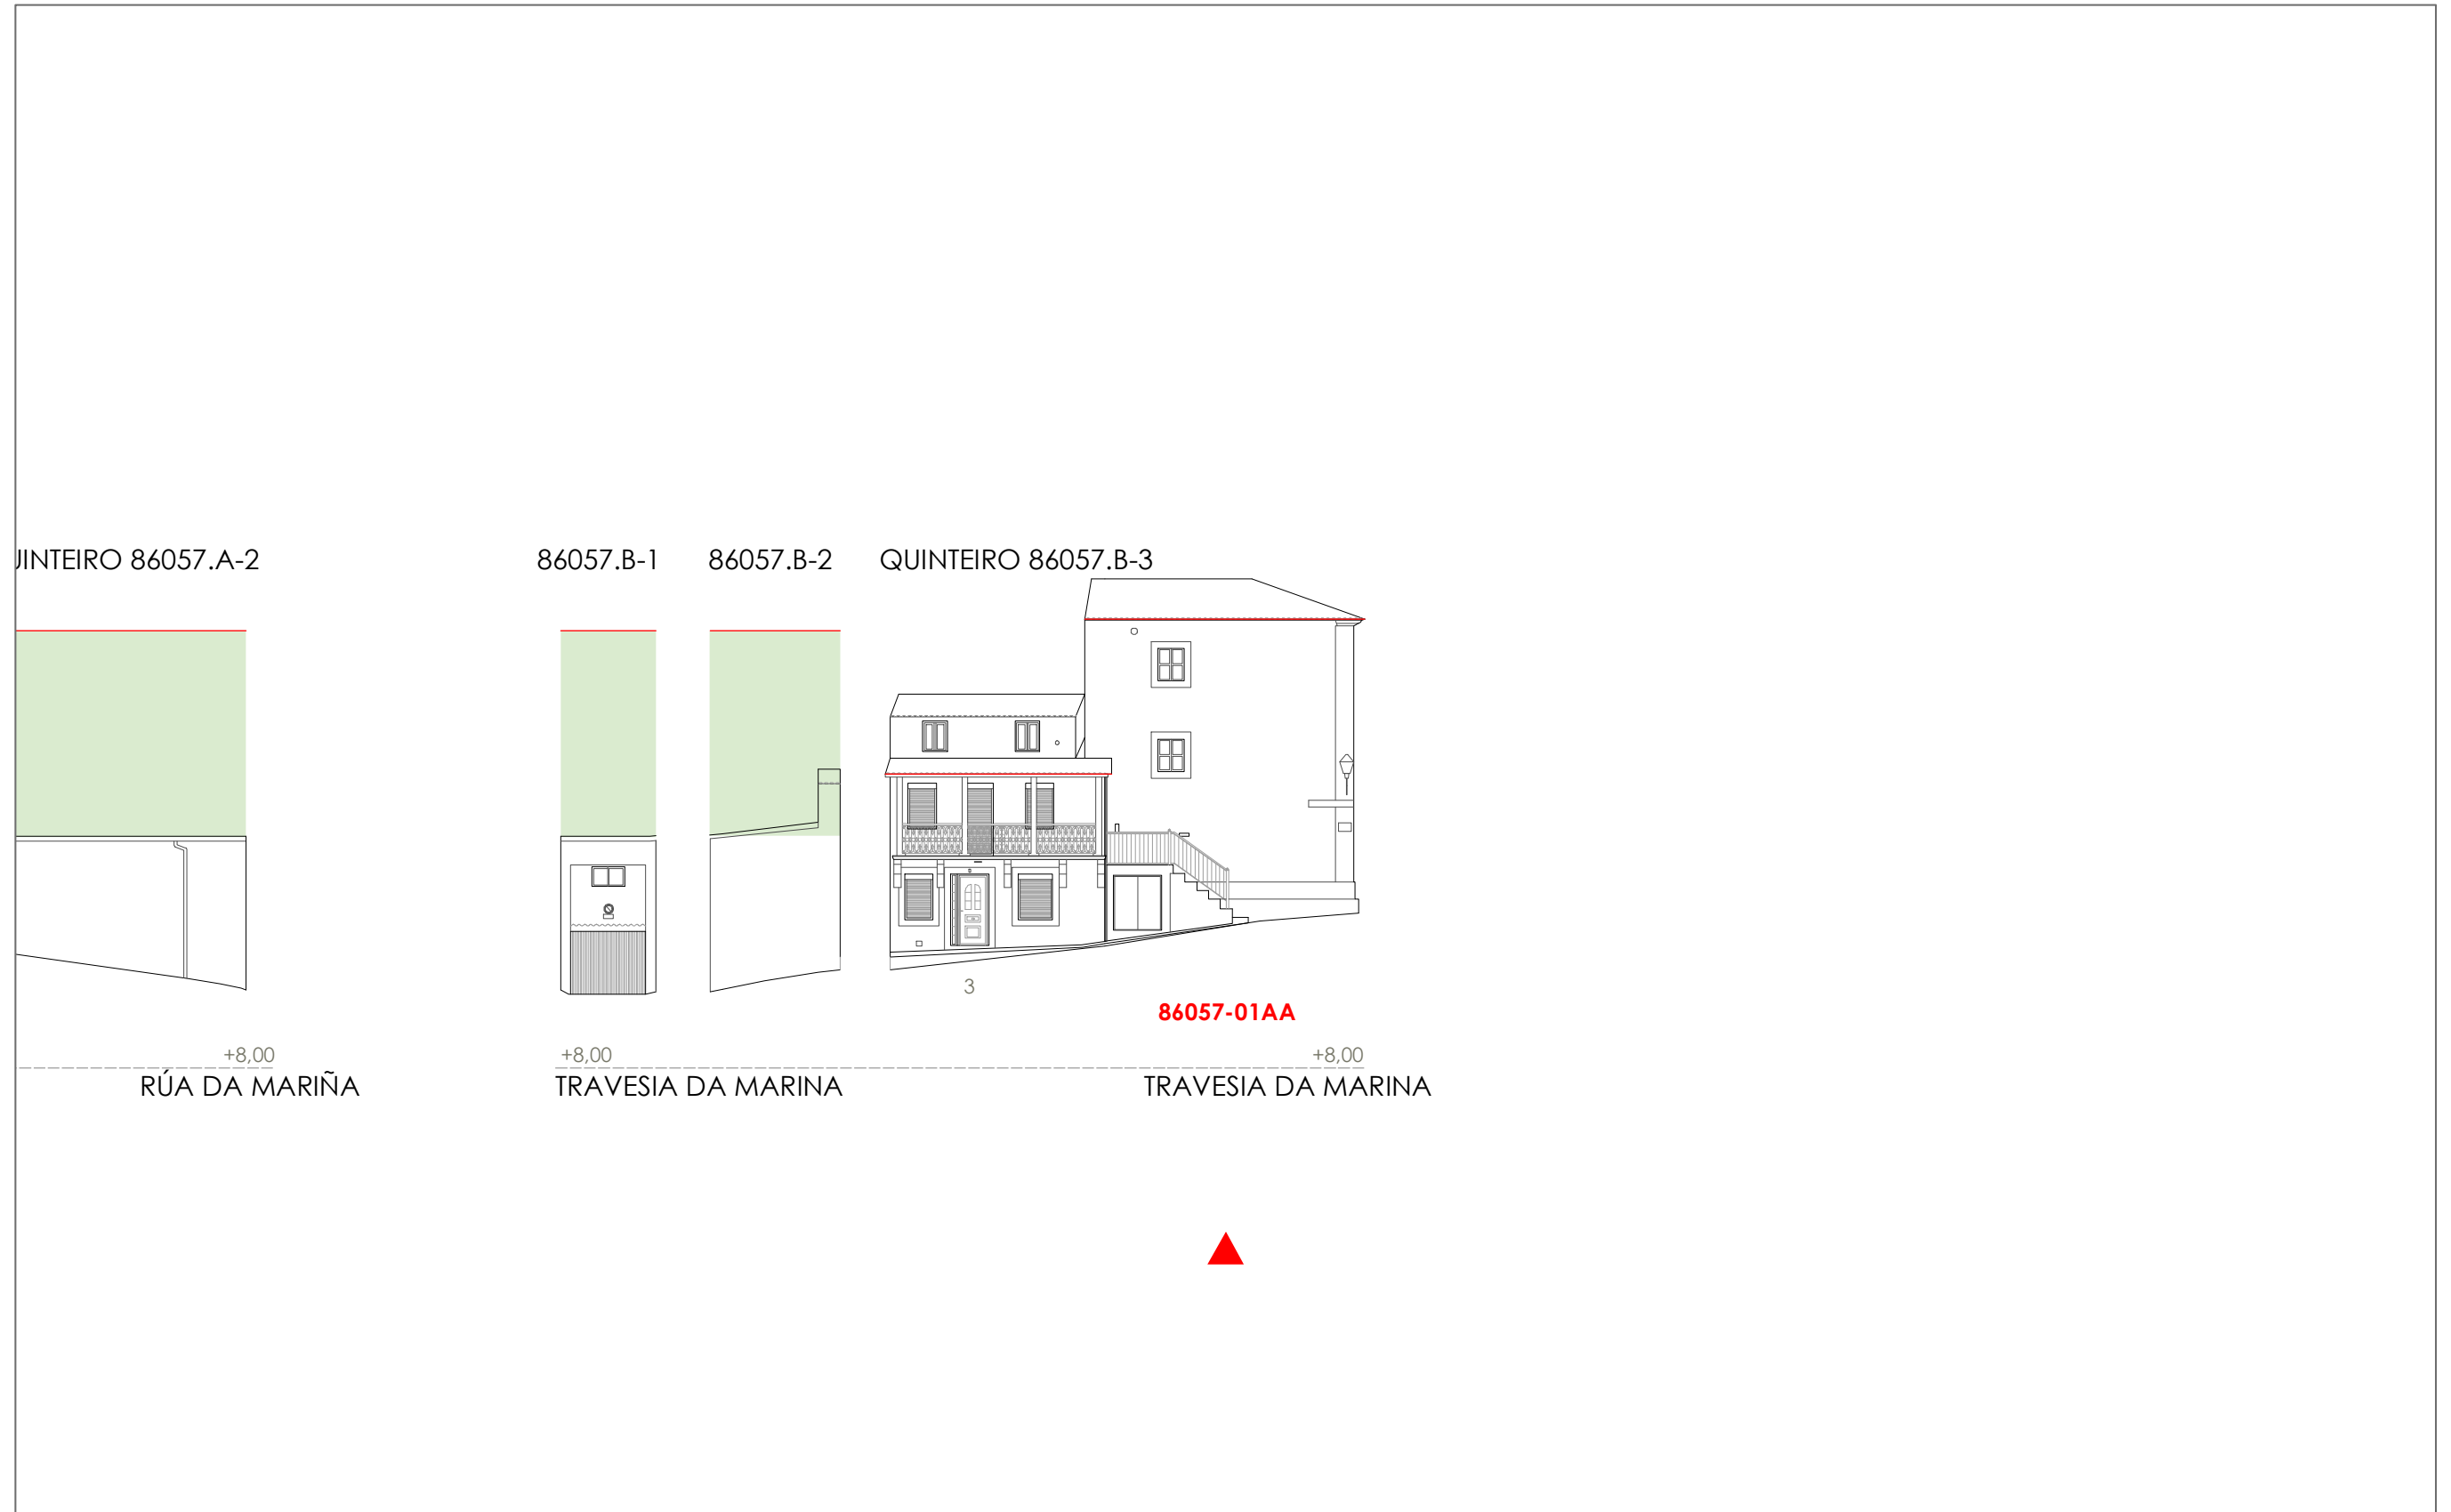 UINTEIRO 86057.A-2
86057.B-1
86057.B-2
QUINTEIRO 86057.B-3
3
86057-01AA
+8,00
+8,00
+8,00
RÚA DA MARIÑA
TRAVESIA DA MARINA
TRAVESIA DA MARINA